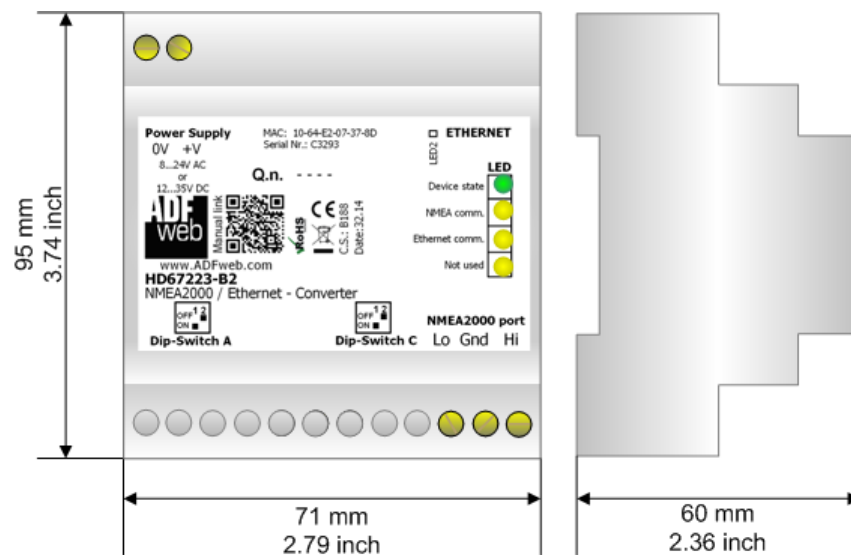 Power Supply
0V +V
8...24V AC
or
12...35V DC
MAC: 10-64-E2-07-37-8D
Serial Nr.: C3293
Q.n. - - - -
ETHERNET
LED2
LED
Device state
NMEA comm.
Ethernet comm.
Not used
ADF
web
Manual link
RoHS
CE
C.S.: B188
Date:32.14
www.ADFweb.com
HD67223-B2
NMEA2000 / Ethernet - Converter
OFF 1 2
ON
Dip-Switch A
OFF 1 2
ON
Dip-Switch C
NMEA2000 port
Lo Gnd Hi
95 mm
3.74 inch
71 mm
2.79 inch
60 mm
2.36 inch